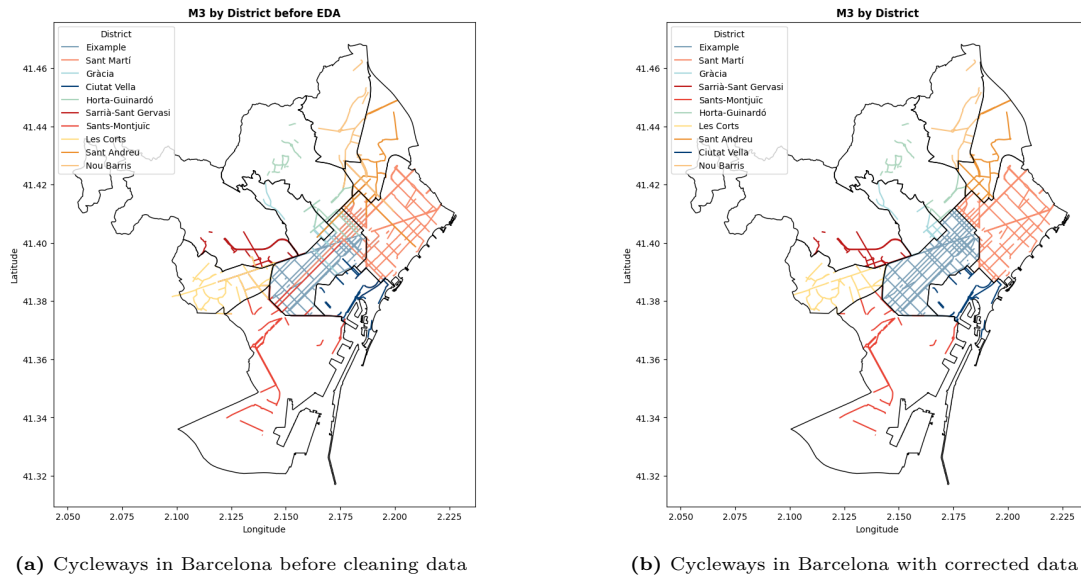 M3 by District before EDA
41.46
41.44
41.42
41.40
41.38
41.36
41.34
41.32
Latitude
District
Eixample
Sant Martí
Gràcia
Ciutat Vella
Horta-Guinardó
Sarrià-Sant Gervasi
Sants-Montjuïc
Les Corts
Sant Andreu
Nou Barris
2.050 2.075 2.100 2.125 2.150 2.175 2.200 2.225
Longitude
(a) Cycleways in Barcelona before cleaning data
M3 by District
41.46
41.44
41.42
41.40
41.38
41.36
41.34
41.32
Latitude
District
Eixample
Sant Martí
Gràcia
Sarrià-Sant Gervasi
Sants-Montjuïc
Horta-Guinardó
Les Corts
Sant Andreu
Ciutat Vella
Nou Barris
2.050 2.075 2.100 2.125 2.150 2.175 2.200 2.225
Longitude
(b) Cycleways in Barcelona with corrected data